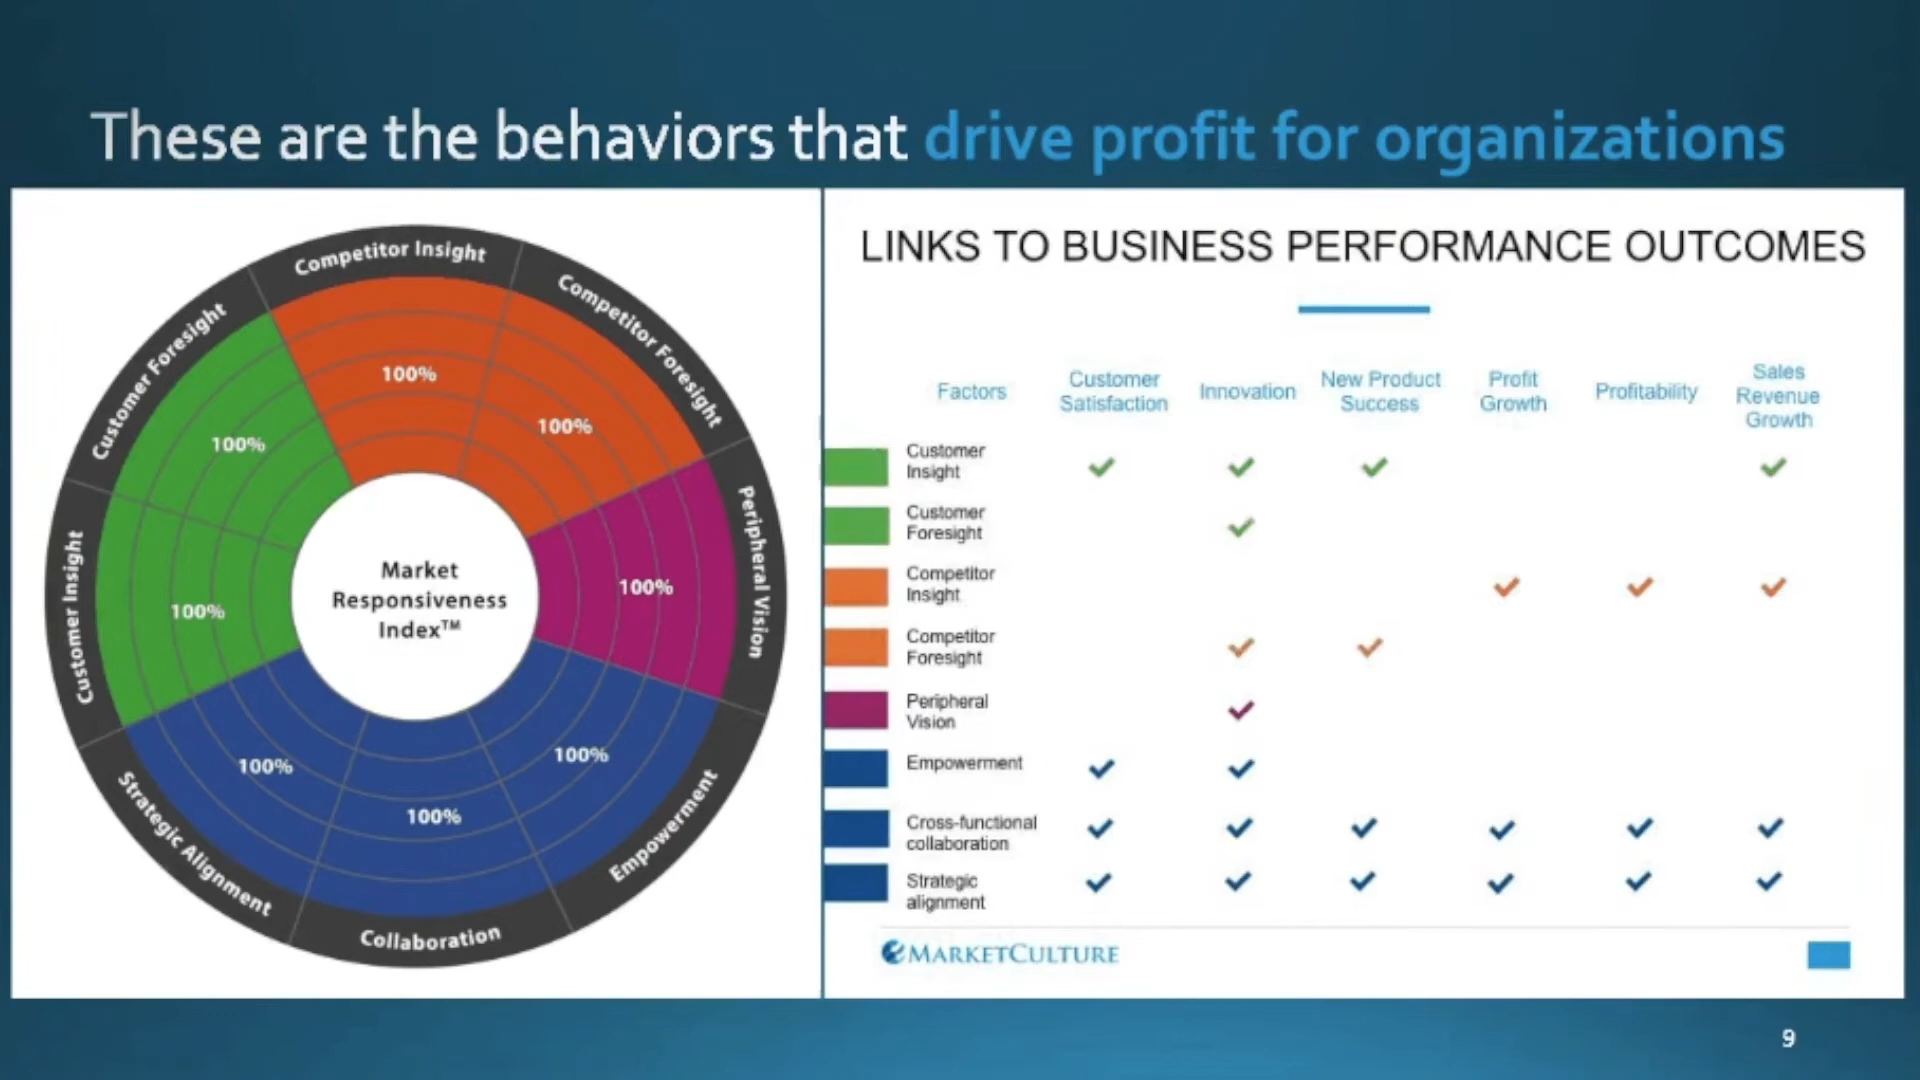 These are the behaviors that drive profit for organizations
Competitor Insight
Competitor Foresight
Customer Foresight
Peripheral Vision
Customer Insight
Strategic Alignment
Collaboration
Empowerment
100%
100%
100%
100%
100%
100%
100%
100%
Market
Responsiveness
Index™
LINKS TO BUSINESS PERFORMANCE OUTCOMES
Factors
Customer
Satisfaction
Innovation
New Product
Success
Profit
Growth
Profitability
Sales
Revenue
Growth
Customer
Insight
Customer
Foresight
Competitor
Insight
Competitor
Foresight
Peripheral
Vision
Empowerment
Cross-functional
collaboration
Strategic
alignment
MARKETCULTURE
9